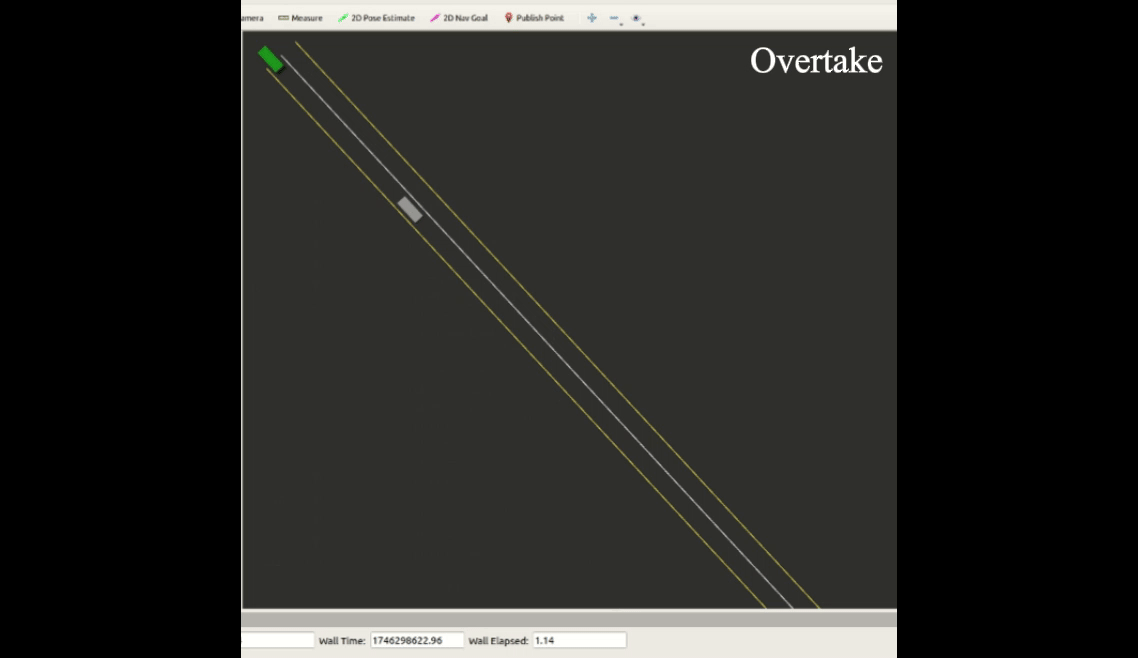 amera Measure 2D Pose Estimate 2D Nav Goal Publish Point
Overtake
Wall Time: 1746298622.96 Wall Elapsed: 1.14